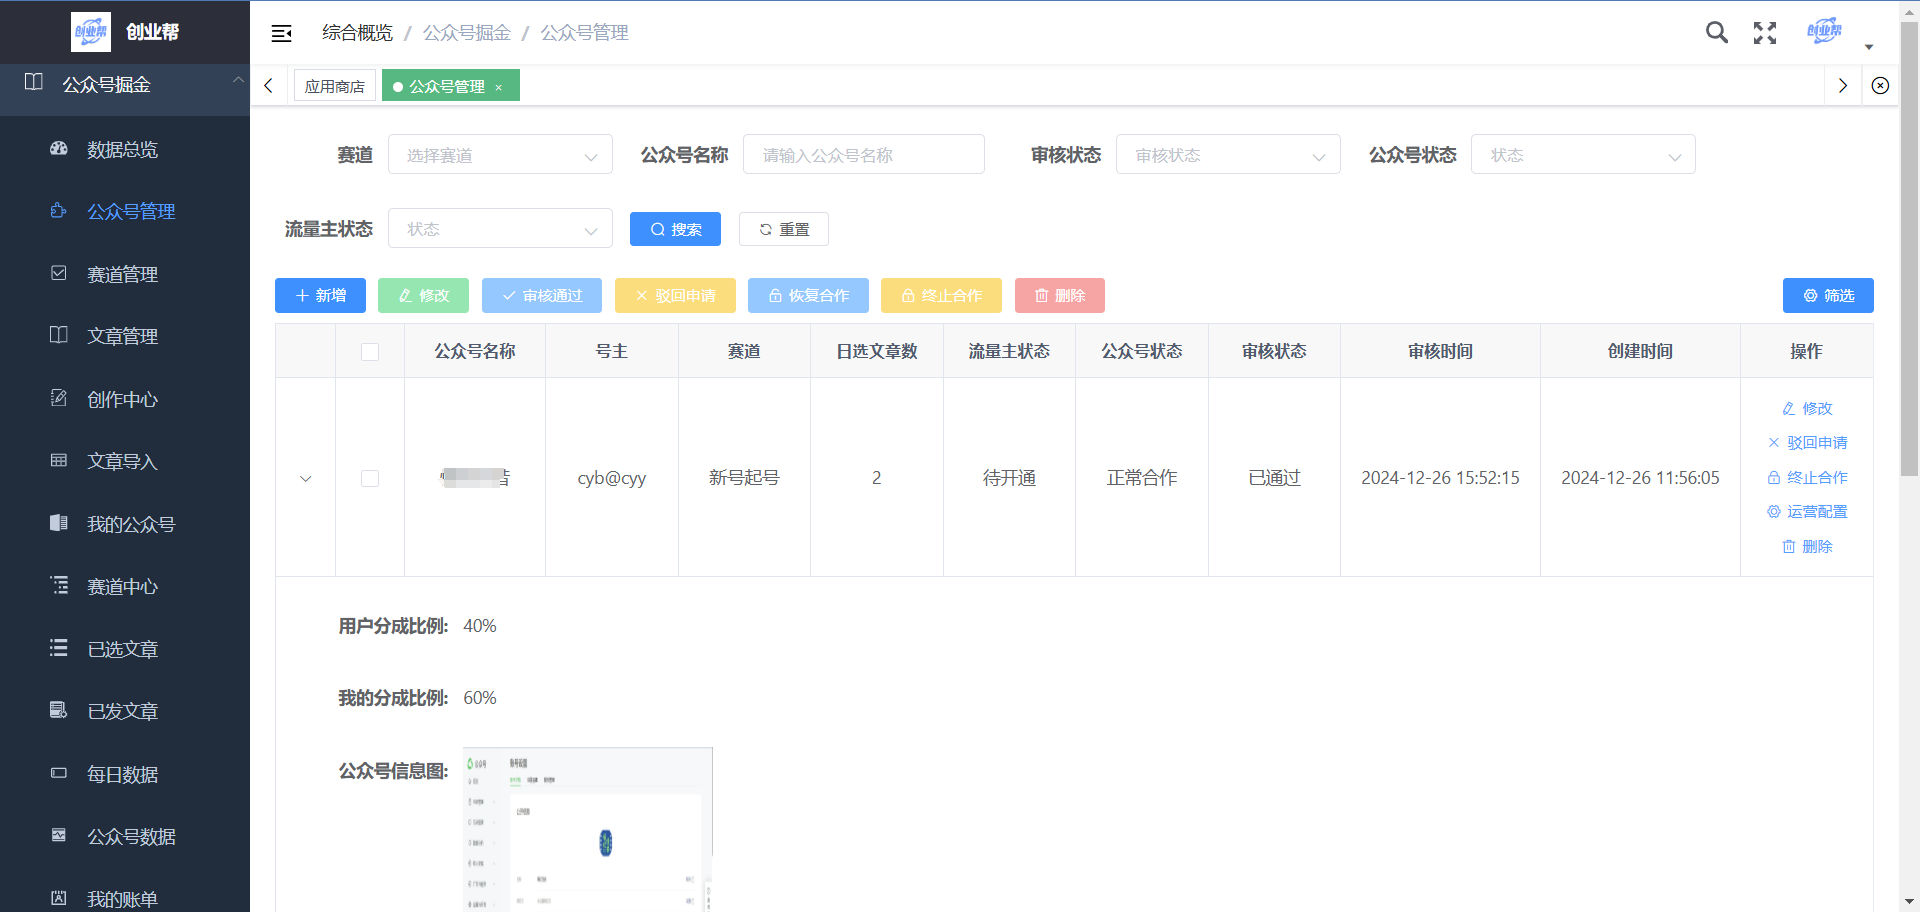 创业帮
综合概览 / 公众号掘金 / 公众号管理
创业帮
公众号掘金
应用商店
公众号管理 ×
数据总览
公众号管理
赛道管理
文章管理
创作中心
文章导入
我的公众号
赛道中心
已选文章
已发文章
每日数据
公众号数据
我的账单
赛道 选择赛道
公众号名称 请输入公众号名称
审核状态 审核状态
公众号状态 状态
流量主状态 状态
搜索
重置
新增
修改
审核通过
驳回申请
恢复合作
终止合作
删除
筛选
公众号名称 号主 赛道 日选文章数 流量主状态 公众号状态 审核状态 审核时间 创建时间 操作
cyb@cyy 新号起号 2 待开通 正常合作 已通过 2024-12-26 15:52:15 2024-12-26 11:56:05
修改
驳回申请
终止合作
运营配置
删除
用户分成比例: 40%
我的分成比例: 60%
公众号信息图:
公众号
账号设置